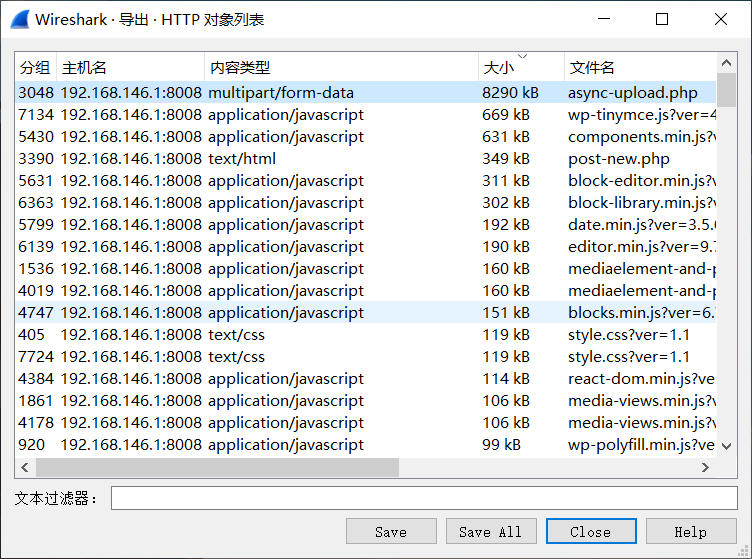 Wireshark · 导出 · HTTP 对象列表
分组 主机名 内容类型 大小 文件名
3048 192.168.146.1:8008 multipart/form-data 8290 kB async-upload.php
7134 192.168.146.1:8008 application/javascript 669 kB wp-tinymce.js?ver=4
5430 192.168.146.1:8008 application/javascript 631 kB components.min.js?v
3390 192.168.146.1:8008 text/html 349 kB post-new.php
5631 192.168.146.1:8008 application/javascript 311 kB block-editor.min.js?v
6363 192.168.146.1:8008 application/javascript 302 kB block-library.min.js?
5799 192.168.146.1:8008 application/javascript 192 kB date.min.js?ver=3.5.
6139 192.168.146.1:8008 application/javascript 190 kB editor.min.js?ver=9.
1536 192.168.146.1:8008 application/javascript 160 kB mediaelement-and-p
4019 192.168.146.1:8008 application/javascript 160 kB mediaelement-and-p
4747 192.168.146.1:8008 application/javascript 151 kB blocks.min.js?ver=6.
405 192.168.146.1:8008 text/css 119 kB style.css?ver=1.1
7724 192.168.146.1:8008 text/css 119 kB style.css?ver=1.1
4384 192.168.146.1:8008 application/javascript 114 kB react-dom.min.js?ve
1861 192.168.146.1:8008 application/javascript 106 kB media-views.min.js?v
4178 192.168.146.1:8008 application/javascript 106 kB media-views.min.js?v
920 192.168.146.1:8008 application/javascript 99 kB wp-polyfill.min.js?ve
文本过滤器：
Save Save All Close Help